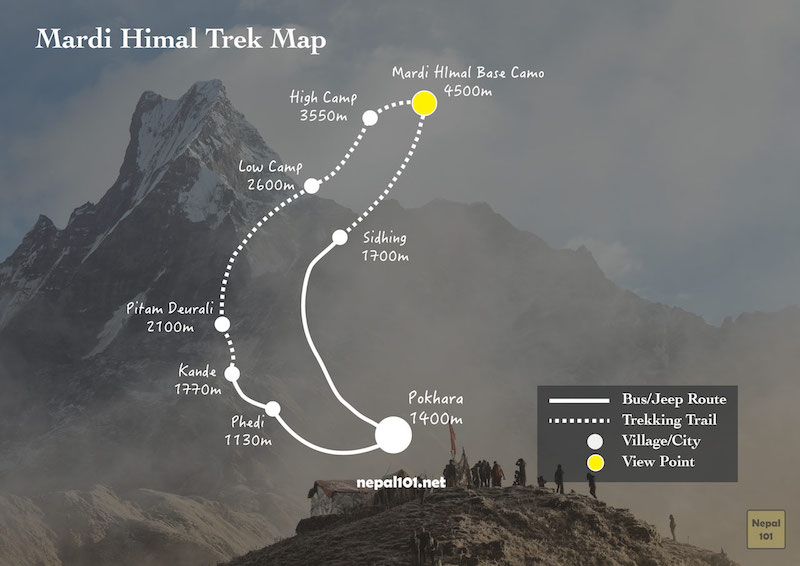 Mardi Himal Trek Map
Mardi HImal Base Camo
4500m
High Camp
3550m
Low Camp
2600m
Sidhing
1700m
Pitam Deurali
2100m
Kande
1770m
Phedi
1130m
Pokhara
1400m
Bus/Jeep Route
Trekking Trail
Village/City
View Point
nepal101.net
Nepal
101